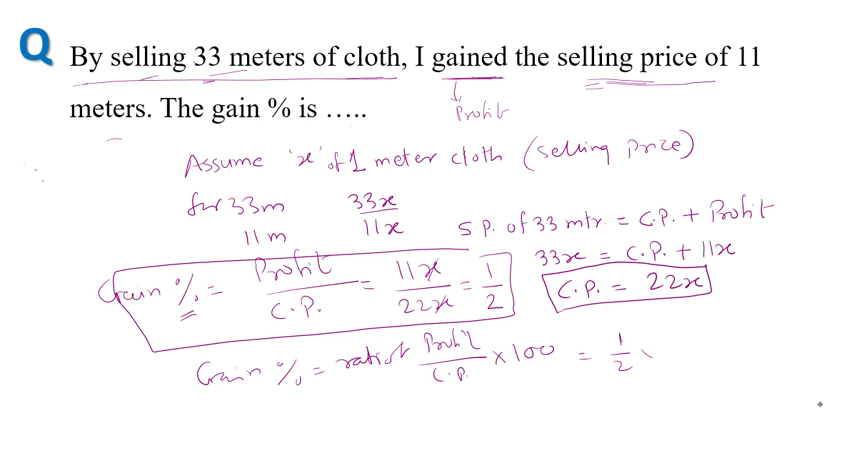 Q By selling 33 meters of cloth, I gained the selling price of 11
meters. The gain % is …..
Profit
Assume 'x' of 1 meter cloth (selling price)
for 33m 33x
11m 11x
S.P. of 33 mtr. = C.P. + Profit
33x = C.P. + 11x
C.P. = 22x
Gain % = Profit / C.P. = 11x / 22x = 1 / 2
Gain % = ratio of Profit / C.P. × 100 = 1 / 2